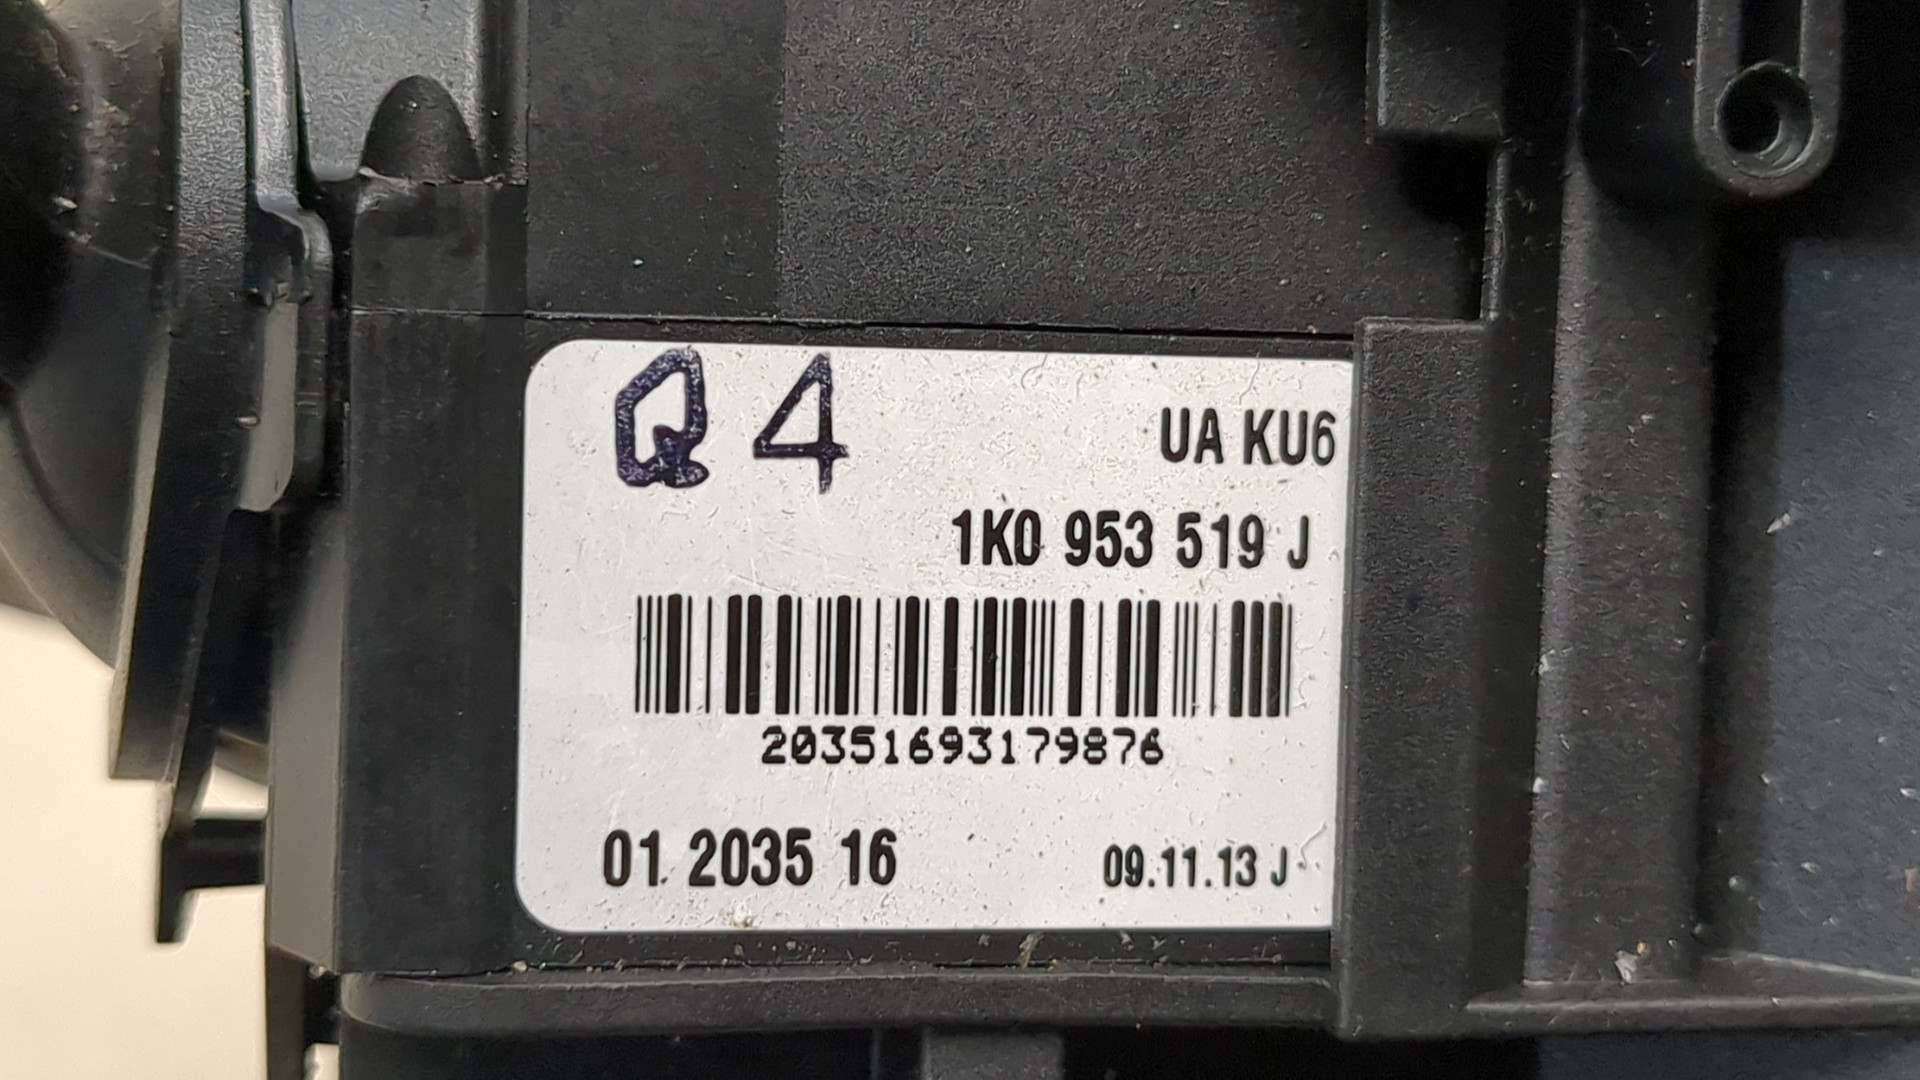 Q 4
UA KU6
1K0 953 519 J
20351693179876
01 2035 16
09.11.13 J